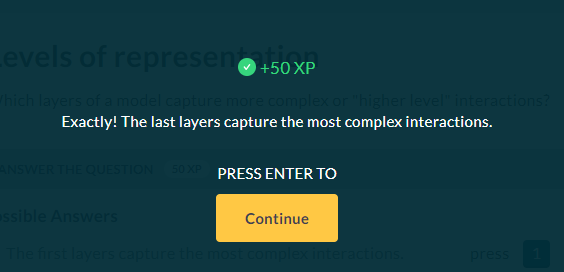 Levels of representation
+50 XP
Which layers of a model capture more complex or "higher level" interactions?
Exactly! The last layers capture the most complex interactions.
ANSWER THE QUESTION 50 XP
PRESS ENTER TO
Possible Answers
Continue
The first layers capture the most complex interactions. press 1